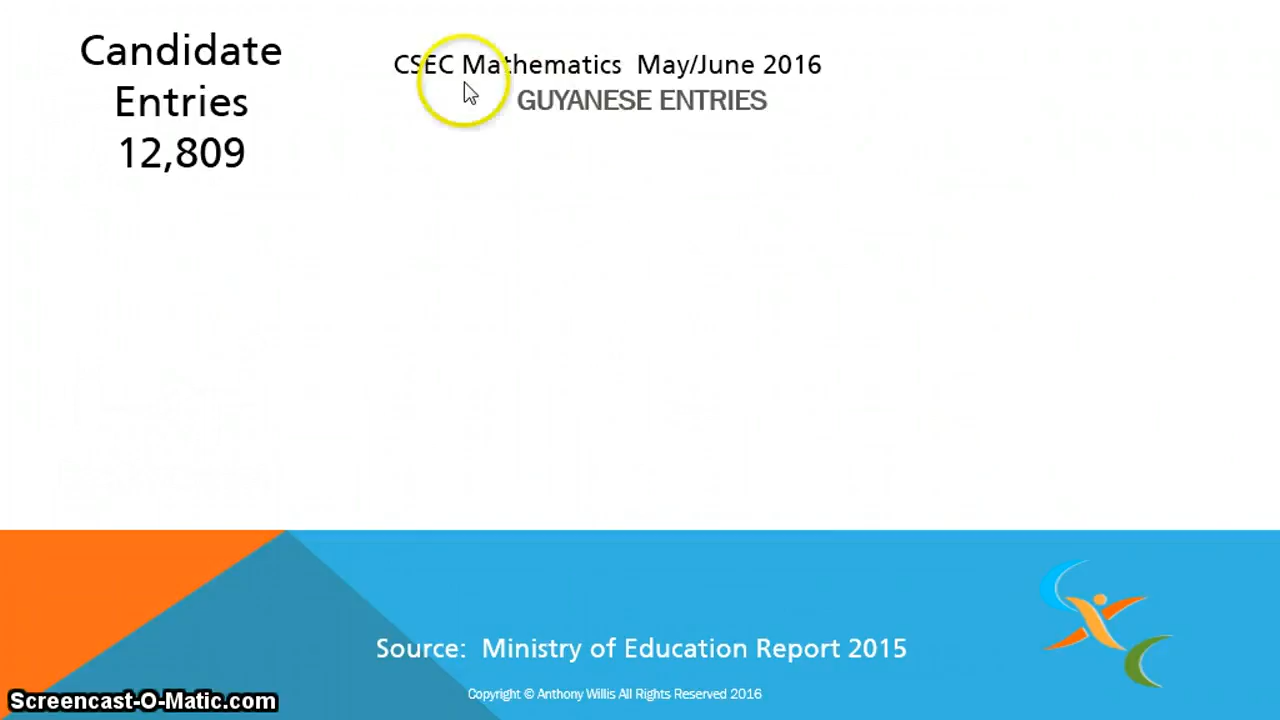 Candidate
Entries
12,809
CSEC Mathematics May/June 2016
GUYANESE ENTRIES
Source: Ministry of Education Report 2015
Copyright © Anthony Willis All Rights Reserved 2016
Screencast-O-Matic.com